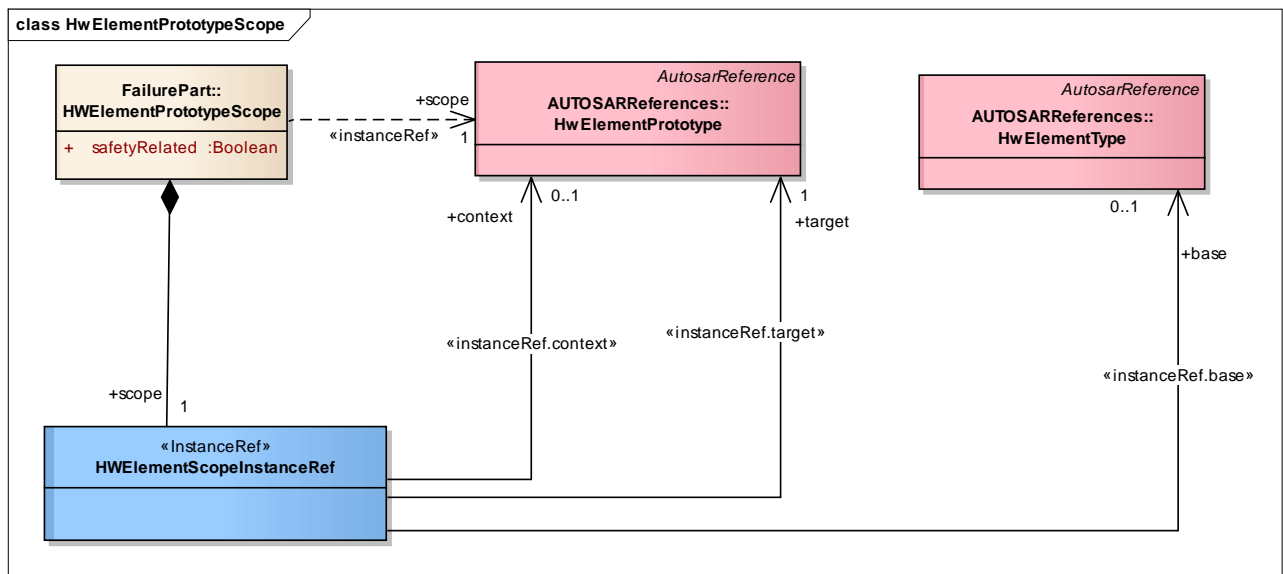 class HwElementPrototypeScope
FailurePart::
HWElementPrototypeScope
+ safetyRelated :Boolean
+scope
«instanceRef»
1
AutosarReference
AUTOSARReferences::
HwElementPrototype
AutosarReference
AUTOSARReferences::
HwElementType
0..1
+context
1
+target
0..1
+base
«instanceRef.context»
«instanceRef.target»
«instanceRef.base»
+scope
1
«InstanceRef»
HWElementScopeInstanceRef